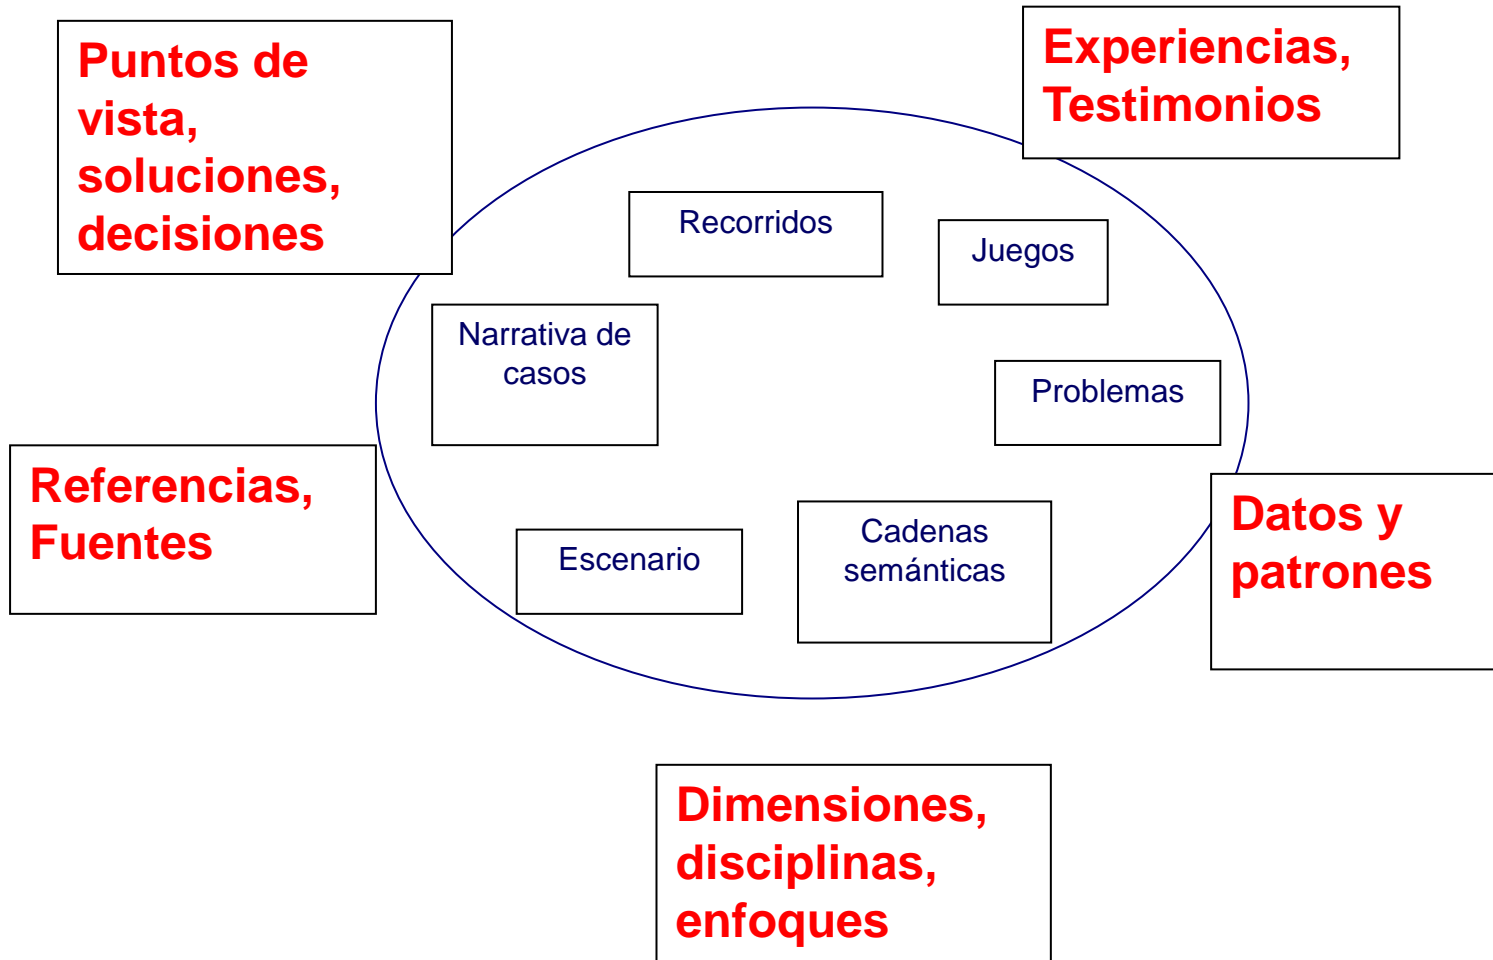 Puntos de
vista,
soluciones,
decisiones
Experiencias,
Testimonios
Recorridos
Juegos
Narrativa de
casos
Problemas
Referencias,
Fuentes
Escenario
Cadenas
semánticas
Datos y
patrones
Dimensiones,
disciplinas,
enfoques